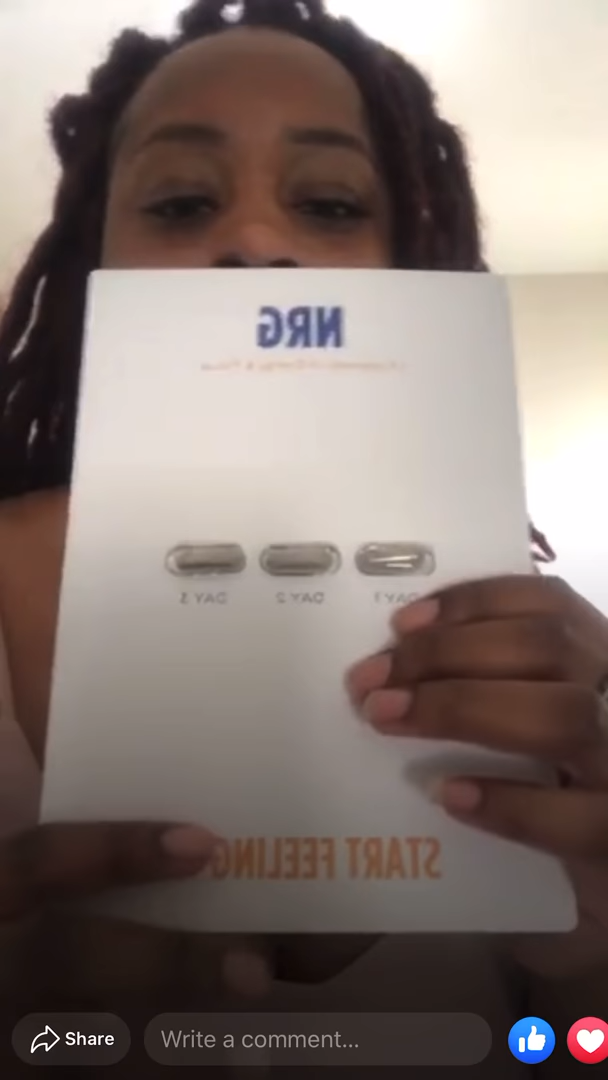 NRG
DAY 3 DAY 2 DAY 1
START FEELING
Share
Write a comment...